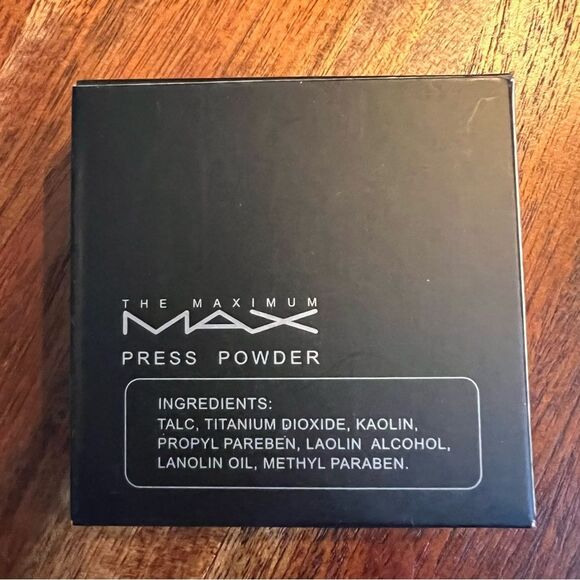 THE MAXIMUM
MAX
PRESS POWDER
INGREDIENTS:
TALC, TITANIUM DIOXIDE, KAOLIN,
PROPYL PAREBEN, LAOLIN ALCOHOL,
LANOLIN OIL, METHYL PARABEN.